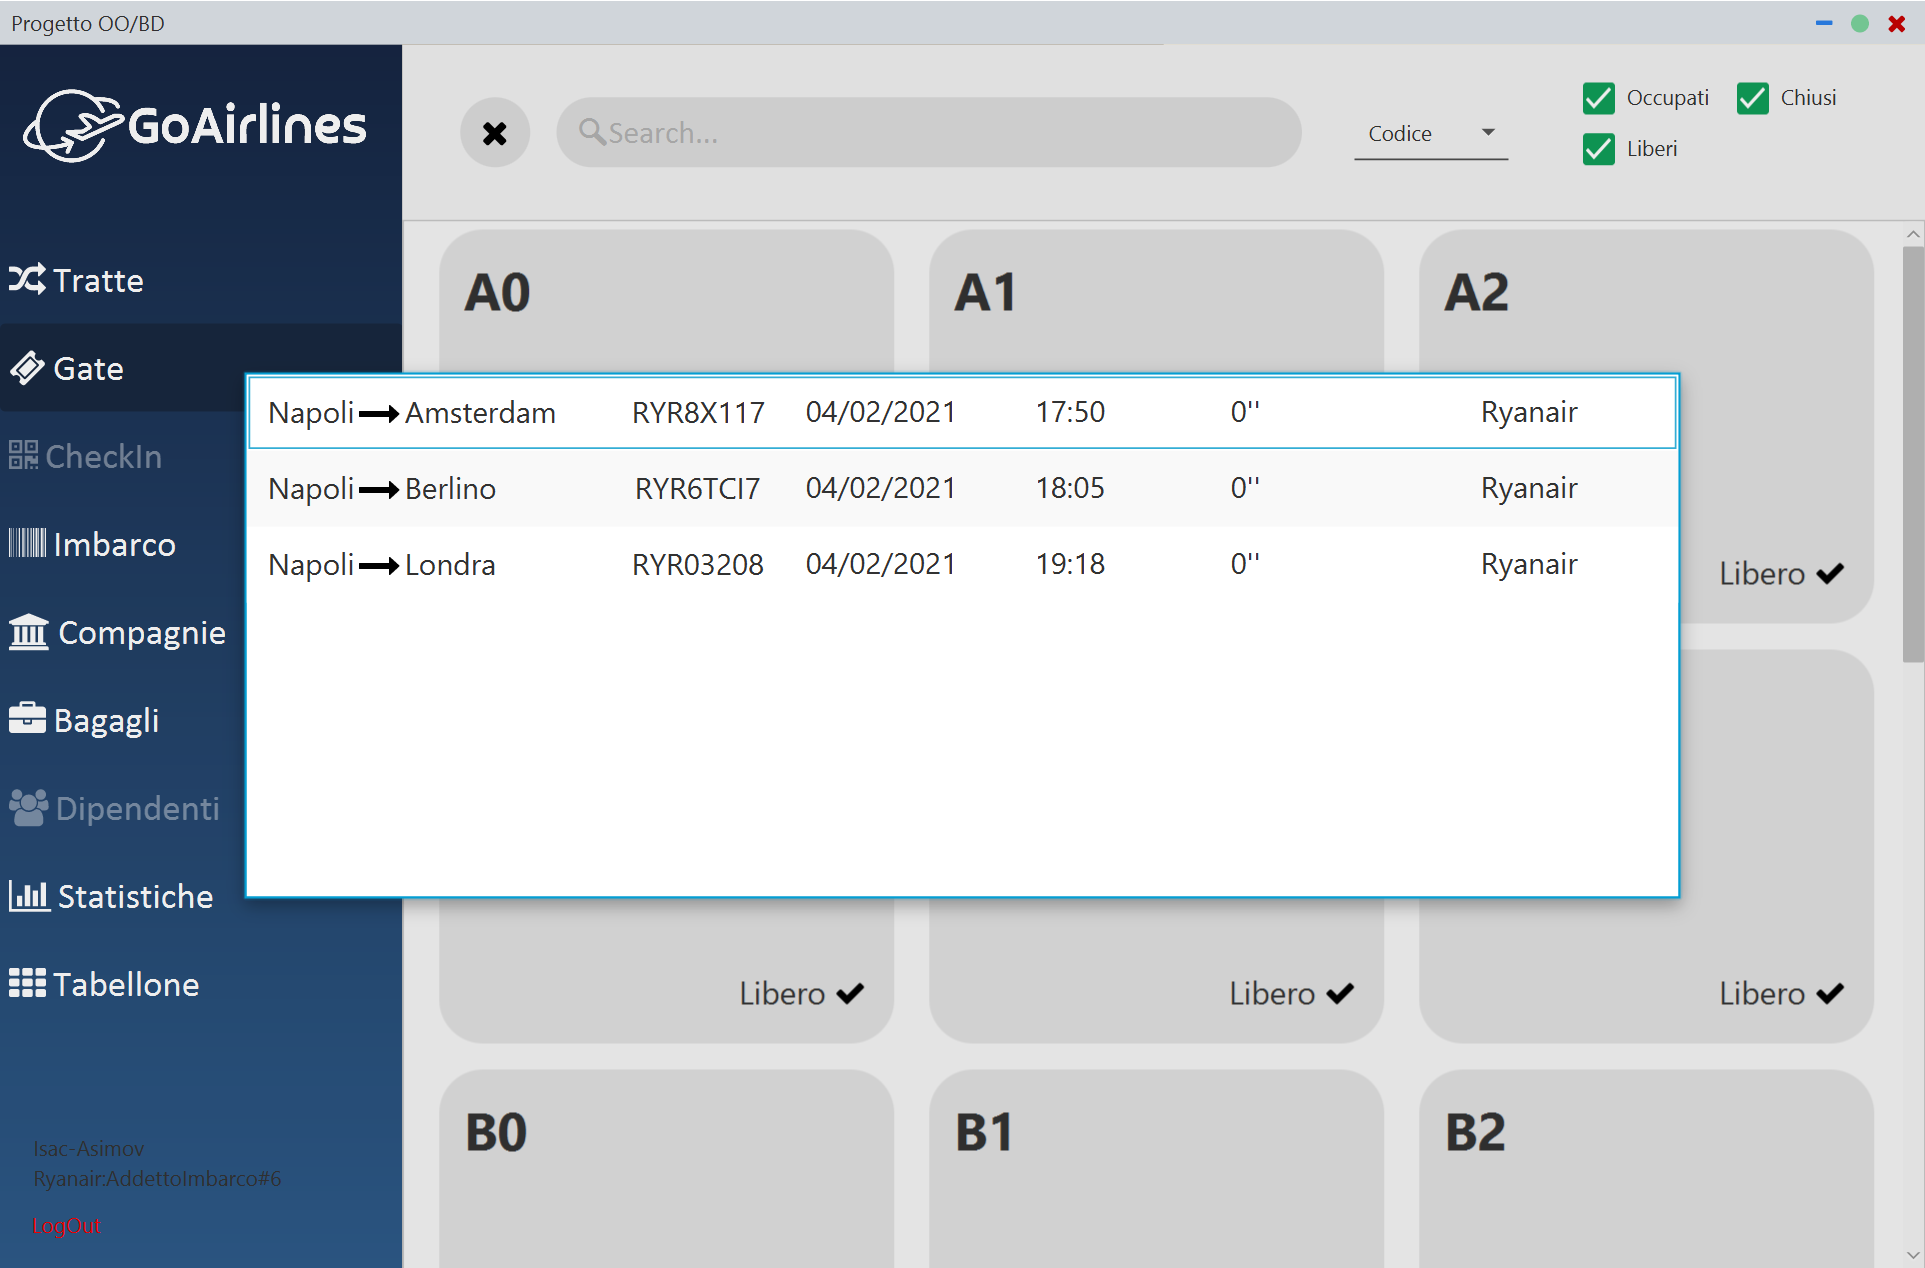 Progetto OO/BD
GoAirlines
Search...
Codice
Occupati
Chiusi
Liberi
Tratte
Gate
CheckIn
Imbarco
Compagnie
Bagagli
Dipendenti
Statistiche
Tabellone
Isac-Asimov
Ryanair:AddettoImbarco#6
LogOut
A0
A1
A2
Napoli Amsterdam RYR8X117 04/02/2021 17:50 0'' Ryanair
Napoli Berlino RYR6TCI7 04/02/2021 18:05 0'' Ryanair
Napoli Londra RYR03208 04/02/2021 19:18 0'' Ryanair
Libero
Libero
Libero
Libero
B0
B1
B2